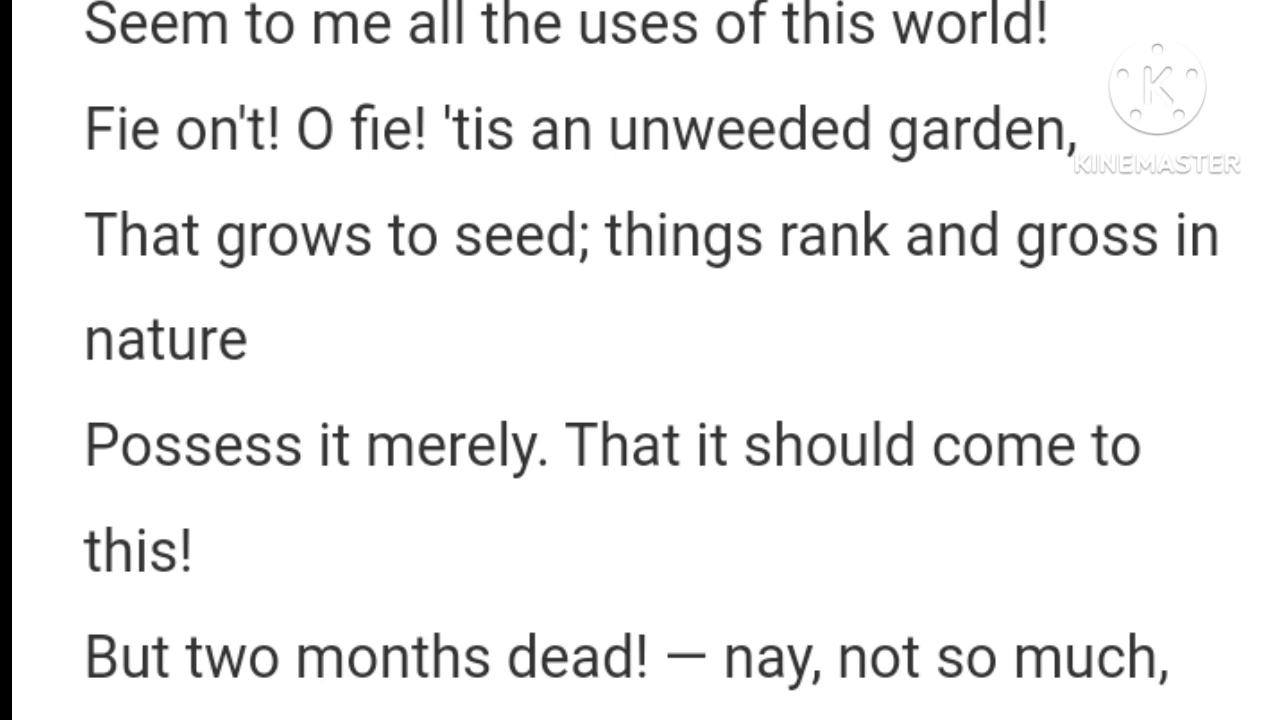 Seem to me all the uses of this world!
Fie on't! O fie! 'tis an unweeded garden,
KINEMASTER
That grows to seed; things rank and gross in
nature
Possess it merely. That it should come to
this!
But two months dead! — nay, not so much,